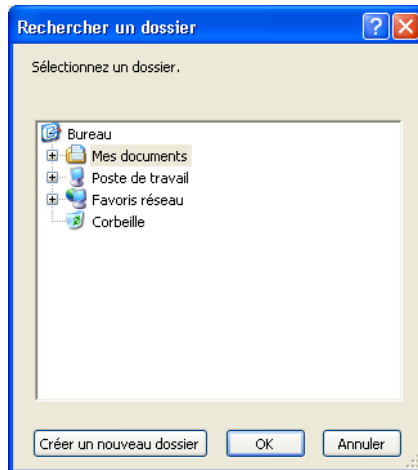 Rechercher un dossier
Sélectionnez un dossier.
Bureau
Mes documents
Poste de travail
Favoris réseau
Corbeille
Créer un nouveau dossier OK Annuler